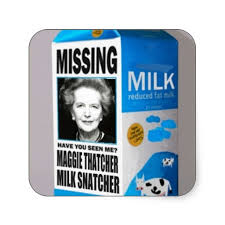 MISSING
HAVE YOU SEEN ME?
MAGGIE THATCHER
MILK SNATCHER
MILK
reduced fat milk